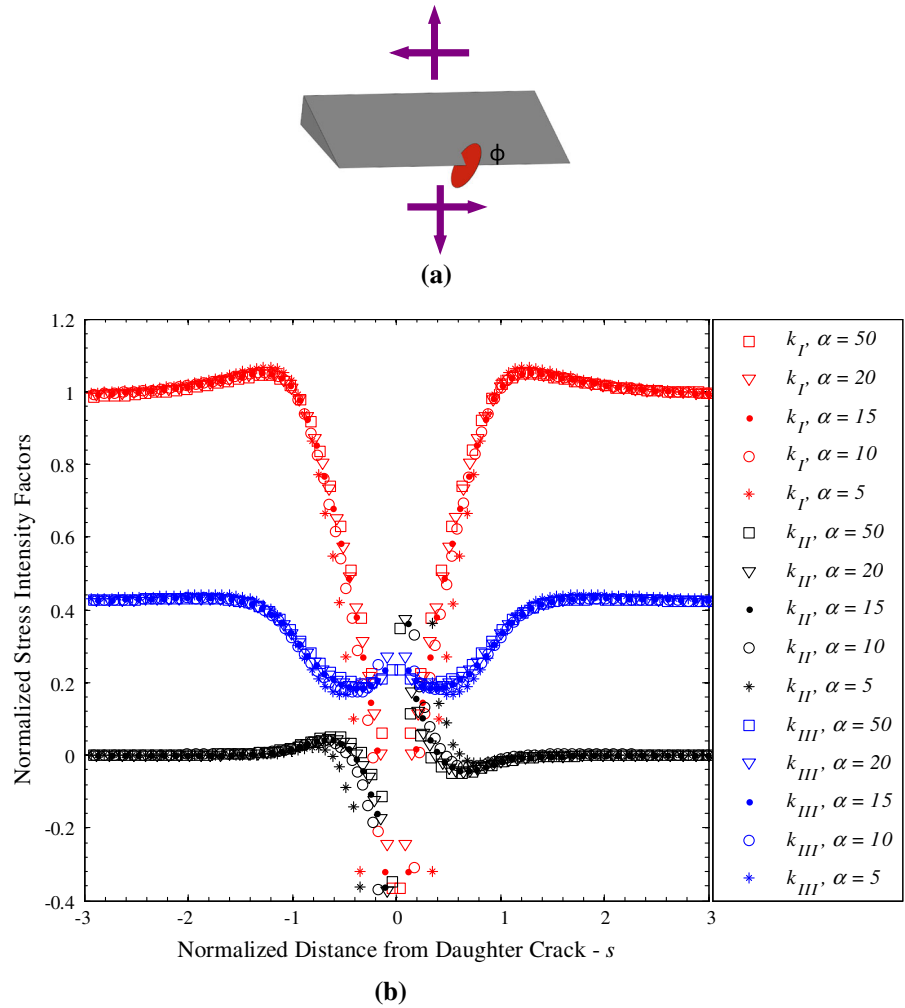 ϕ
(a)
1.2
1
0.8
0.6
0.4
0.2
0
-0.2
-0.4
-3
-2
-1
0
1
2
3
Normalized Stress Intensity Factors
Normalized Distance from Daughter Crack - s
k_I, α = 50
k_I, α = 20
k_I, α = 15
k_I, α = 10
k_I, α = 5
k_II, α = 50
k_II, α = 20
k_II, α = 15
k_II, α = 10
k_II, α = 5
k_III, α = 50
k_III, α = 20
k_III, α = 15
k_III, α = 10
k_III, α = 5
(b)